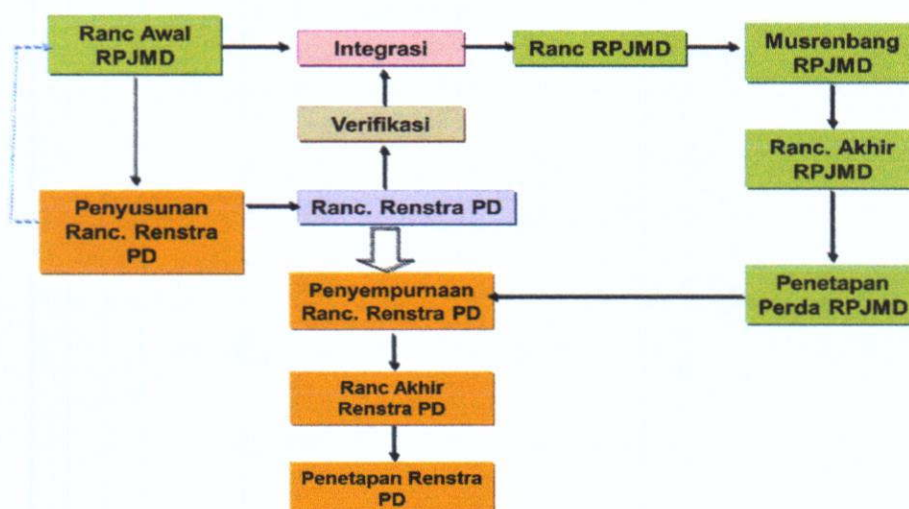 Ranc Awal
RPJMD
Integrasi
Ranc RPJMD
Musrenbang
RPJMD
Verifikasi
Ranc. Akhir
RPJMD
Penyusunan
Ranc. Renstra
PD
Ranc. Renstra PD
Penyempurnaan
Ranc. Renstra PD
Penetapan
Perda RPJMD
Ranc Akhir
Renstra PD
Penetapan Renstra
PD